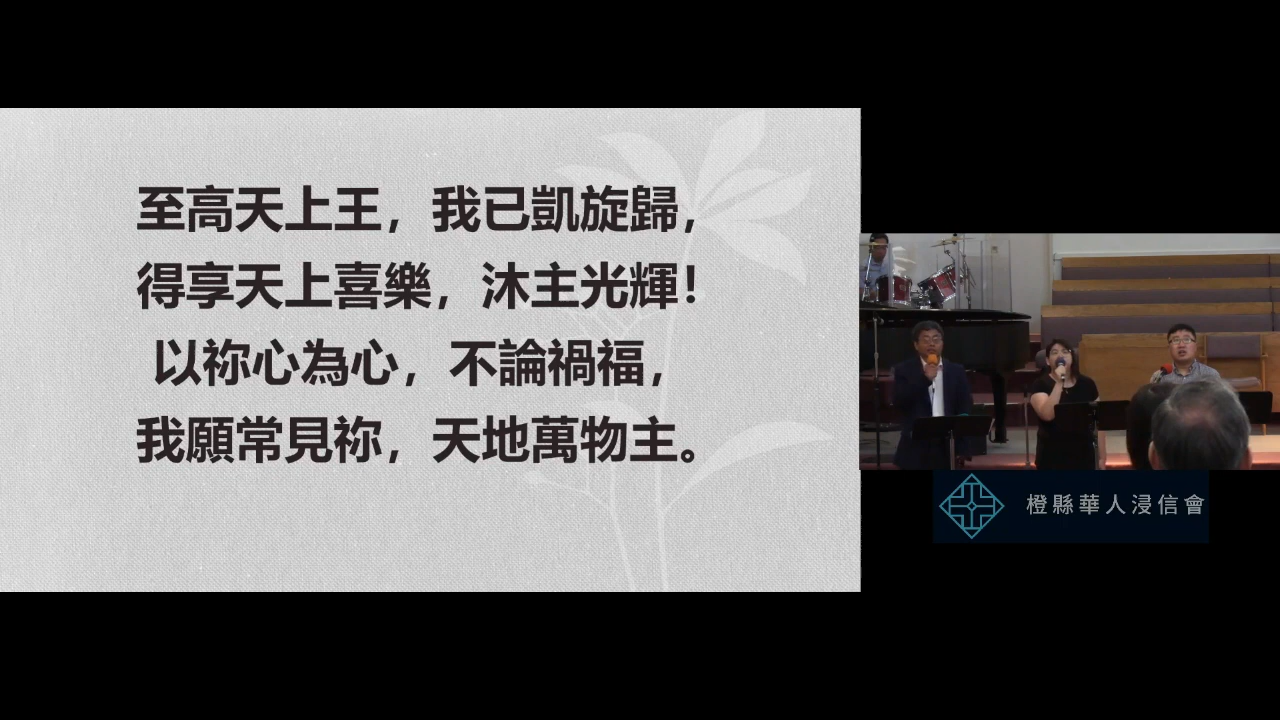 至高天上王，我已凱旋歸，
得享天上喜樂，沐主光輝！
以祢心為心，不論禍福，
我願常見祢，天地萬物主。
橙縣華人浸信會